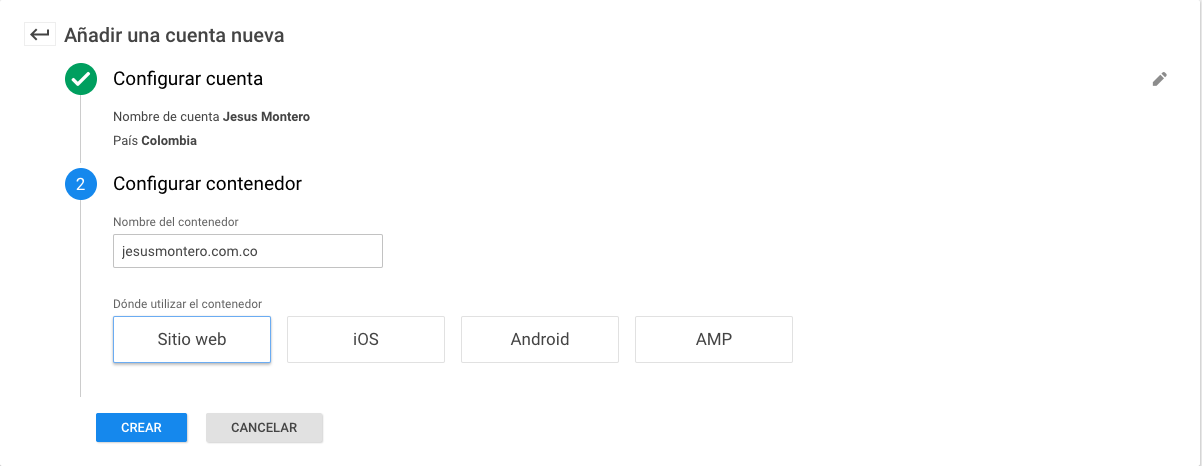 Añadir una cuenta nueva
Configurar cuenta
Nombre de cuenta Jesus Montero
País Colombia
2 Configurar contenedor
Nombre del contenedor
jesusmontero.com.co
Dónde utilizar el contenedor
Sitio web iOS Android AMP
CREAR CANCELAR